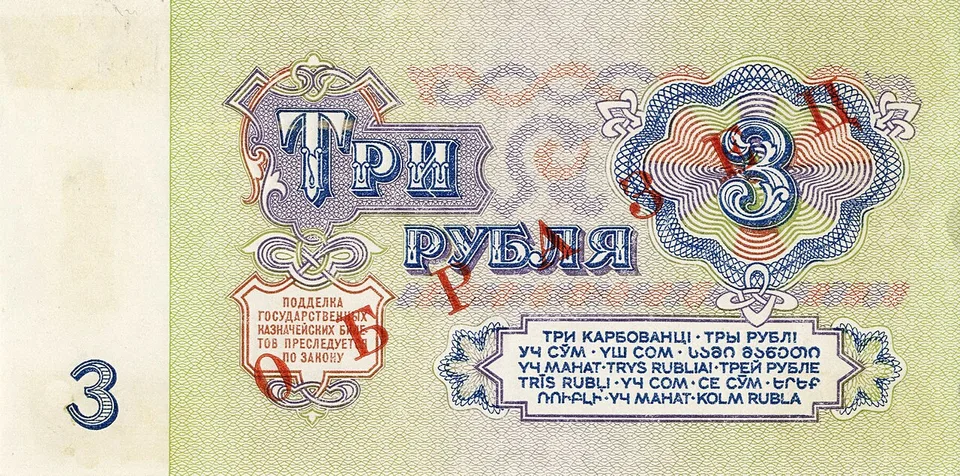 Три
3
РУБЛЯ
ОБРАЗЕЦ
ПОДДЕЛКА
ГОСУДАРСТВЕННЫХ
КАЗНАЧЕЙСКИХ БИЛЕ-
ТОВ ПРЕСЛЕДУЕТСЯ
ПО ЗАКОНУ
ТРИ КАРБОВАНЦІ · ТРЫ РУБЛІ
УЧ СЎМ · ҮШ СОМ · ᲡᲐᲛᲘ ᲛᲐᲜᲔᲗᲘ
ҮЧ МАНАТ · TRYS RUBLIAI · ТРЕЙ РУБЛЕ
TRĪS RUBĻI · ҮЧ СОМ · СЕ СӮМ · ԵՐԵՔ
ՌՈՒԲԼԻ · ҮЧ МАНАТ · KOLM RUBLA
3